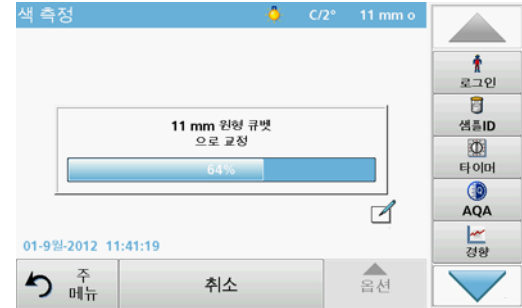 색 측정 C/2° 11 mm o
로그인
샘플ID
타이머
AQA
경향
11 mm 원형 큐벳
으로 교정
64%
01-9월-2012 11:41:19
주
메뉴
취소
옵션